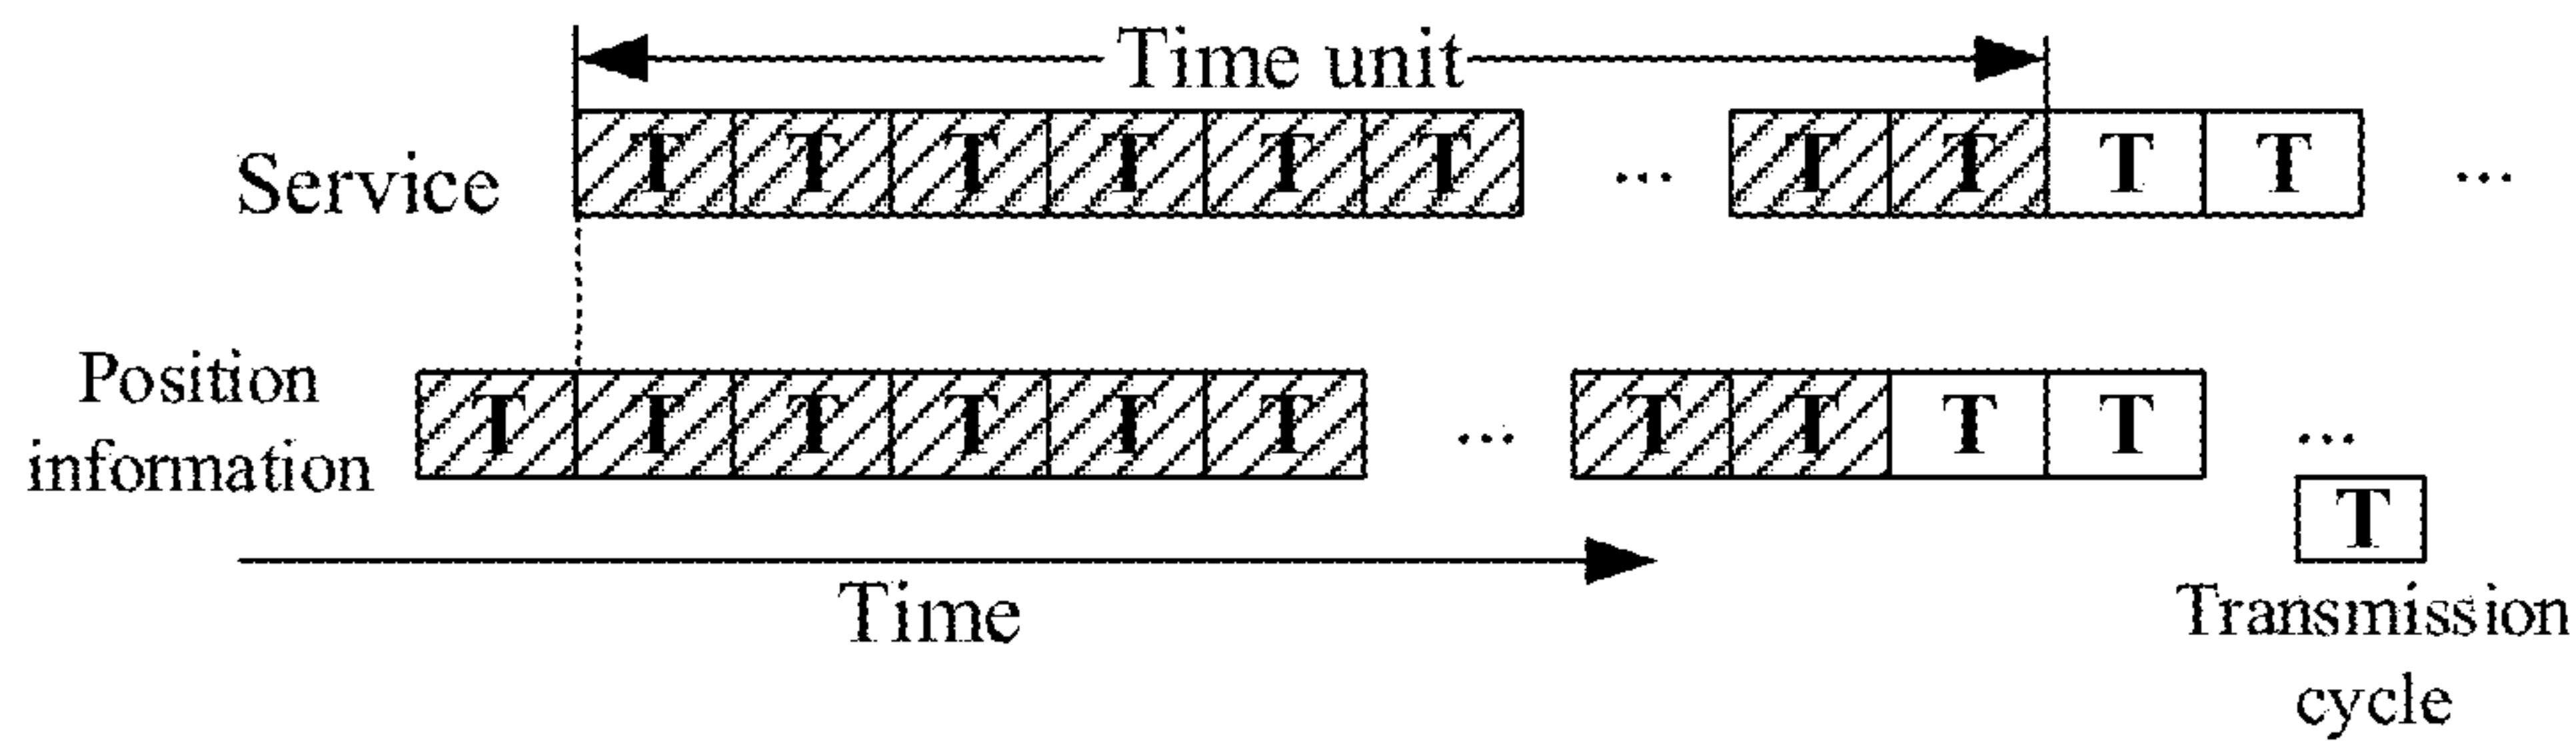 Time unit
Service T T T T T T ... T T T T ...
Position
information
T T T T T T ... T T T T ...
T
Time
Transmission
cycle